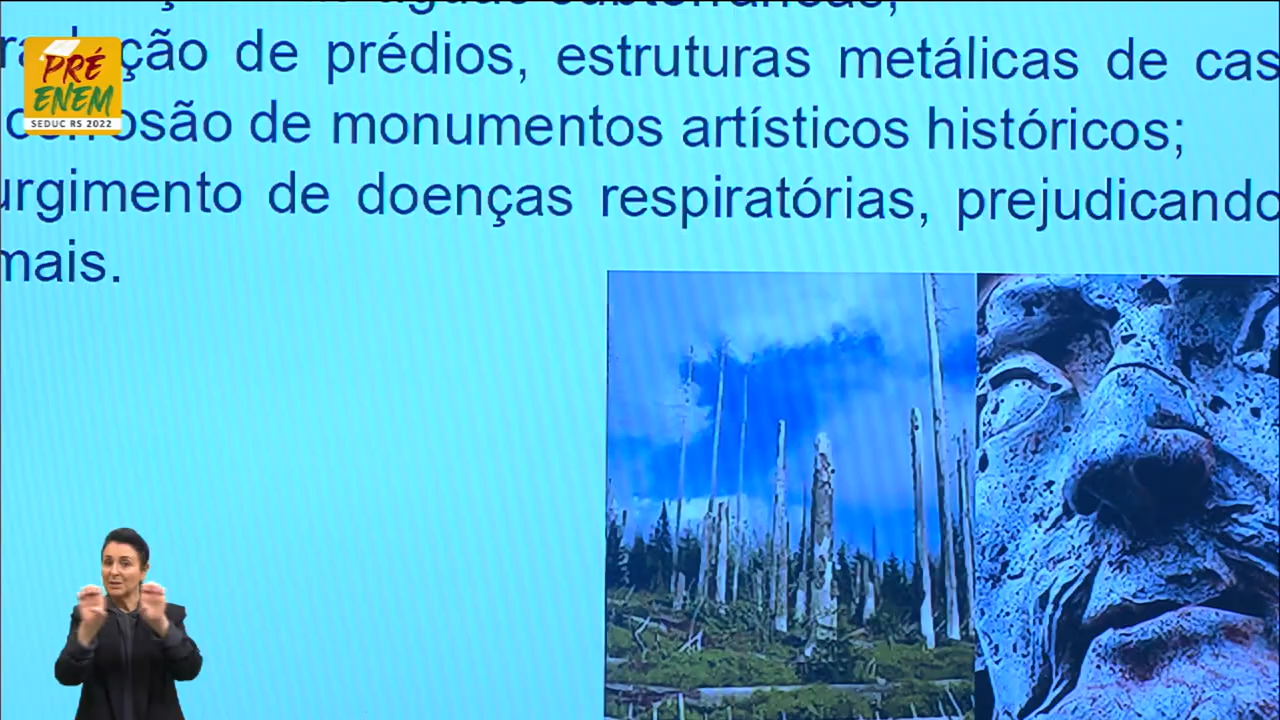 subterrâneas;
de prédios, estruturas metálicas de cas
corrosão de monumentos artísticos históricos;
urgimento de doenças respiratórias, prejudicando
mais.
PRÉ
ENEM
SEDUC RS 2022